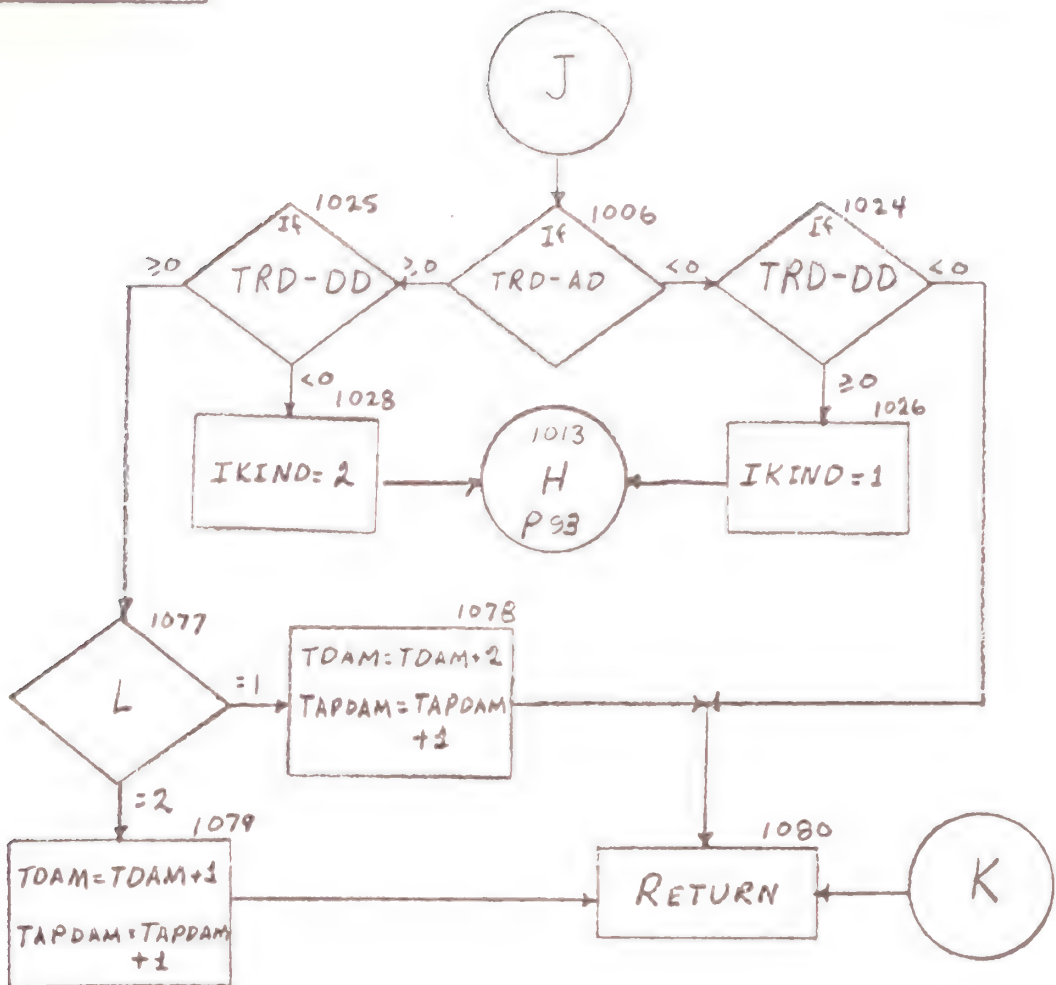 J
1025
If
TRD-DD
≥0
<0
1006
If
TRD-AD
≥0
<0
1024
If
TRD-DD
<0
≥0
1028
IKIND=2
1013
H
P93
1026
IKIND=1
1077
L
=1
=2
1078
TDAM=TDAM+2
TAPDAM=TAPDAM
+1
1079
TDAM=TDAM+1
TAPDAM=TAPDAM
+1
1080
RETURN
K